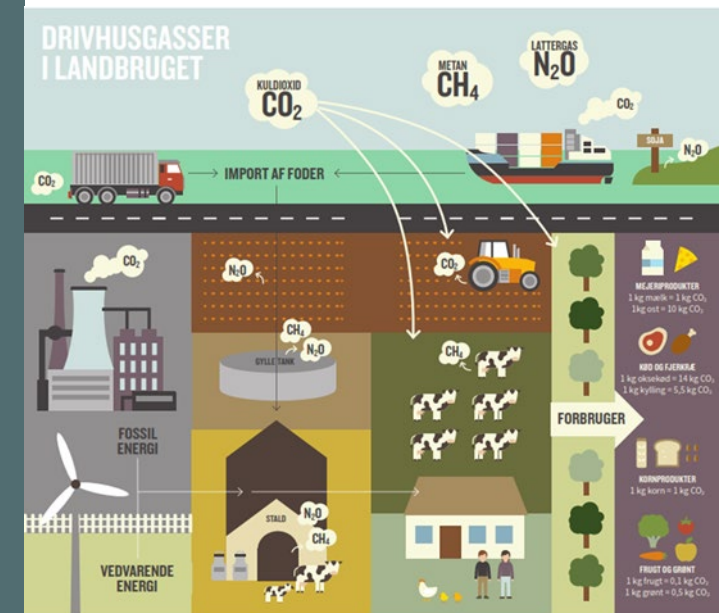 DRIVHUSGASSER
I LANDBRUGET
KULDIOXID
CO₂
METAN
CH₄
LATTERGAS
N₂O
CO₂
SOJA
N₂O
CO₂
IMPORT AF FODER
CO₂
N₂O
CO₂
MEJERIPRODUKTER
1 kg mælk = 1 kg CO₂
1kg ost = 10 kg CO₂
CH₄
N₂O
GYLLETANK
CH₄
KØD OG FJERKRÆ
1 kg oksekød = 14 kg CO₂
1 kg kylling = 5,5 kg CO₂
FORBRUGER
FOSSIL
ENERGI
KORNPRODUKTER
1 kg korn = 1 kg CO₂
STALD
N₂O
CH₄
VEDVARENDE
ENERGI
FRUGT OG GRØNT
1 kg frugt = 0,1 kg CO₂
1 kg grønt = 0,5 kg CO₂